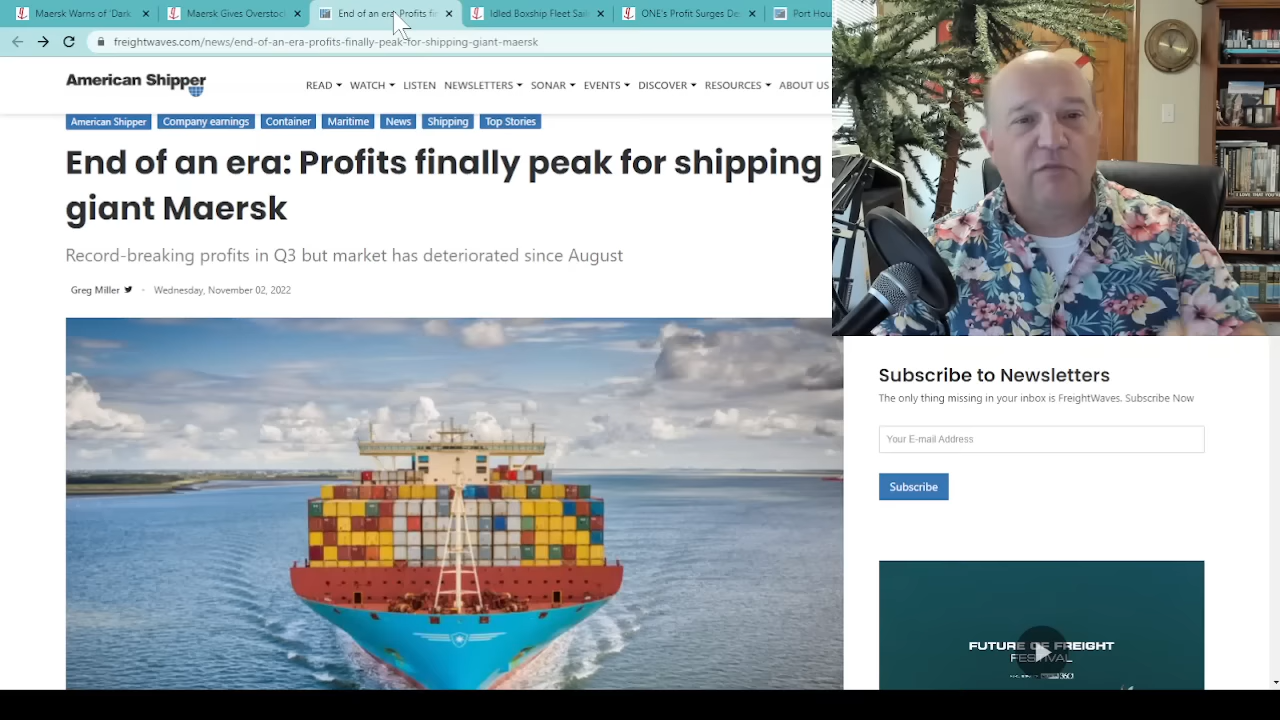 Maersk Warns of 'Dark
Maersk Gives Overstock
End of an era: Profits fin
Idled Boxship Fleet Sai
ONE's Profit Surges De
Port Hou
freightwaves.com/news/end-of-an-era-profits-finally-peak-for-shipping-giant-maersk
American Shipper
READ WATCH LISTEN NEWSLETTERS SONAR EVENTS DISCOVER RESOURCES ABOUT US
American Shipper Company earnings Container Maritime News Shipping Top Stories
End of an era: Profits finally peak for shipping
giant Maersk
Record-breaking profits in Q3 but market has deteriorated since August
Greg Miller - Wednesday, November 02, 2022
Subscribe to Newsletters
The only thing missing in your inbox is FreightWaves. Subscribe Now
Your E-mail Address
Subscribe
FUTURE OF FREIGHT
FESTIVAL